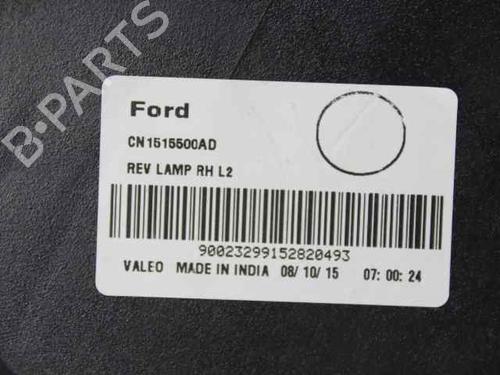 B-PARTS
Ford
CN1515500AD
REV LAMP RH L2
90023299152820493
VALEO MADE IN INDIA 08/10/15 07:00:24